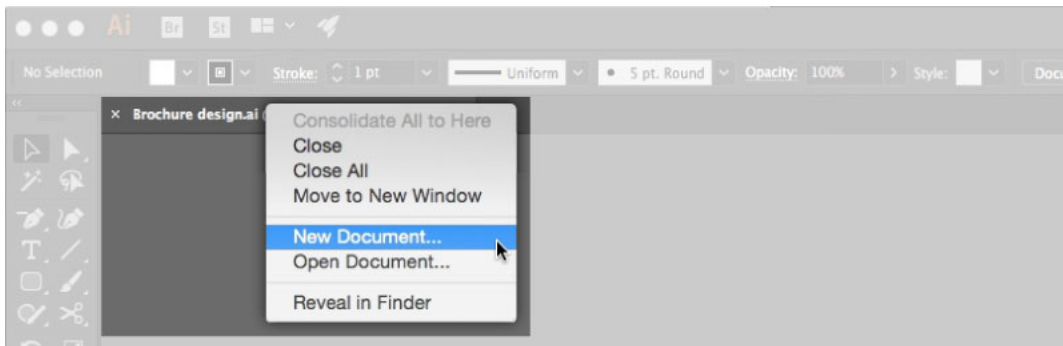 Ai Br St
No Selection Stroke: 1 pt Uniform 5 pt. Round Opacity: 100% Style: Docu
× Brochure design.ai
Consolidate All to Here
Close
Close All
Move to New Window
New Document...
Open Document...
Reveal in Finder